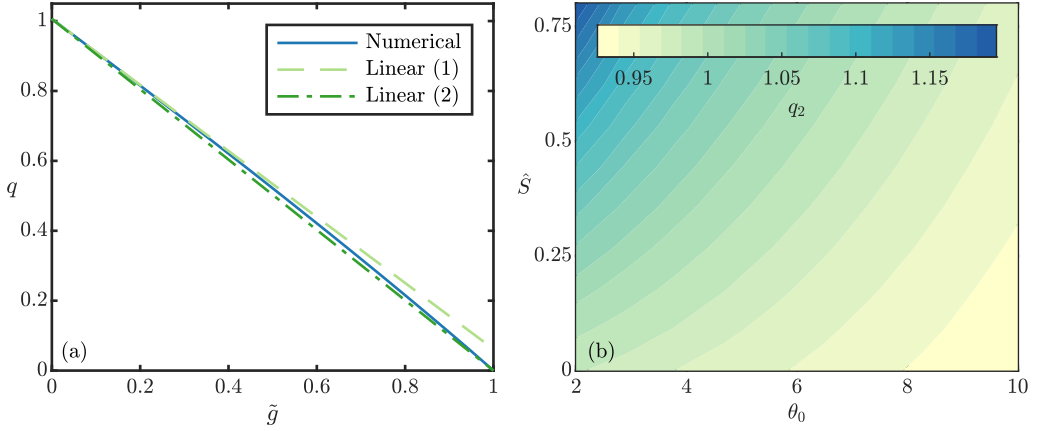 1
0.8
0.6
0.4
0.2
0
q
Numerical
Linear (1)
Linear (2)
(a)
0 0.2 0.4 0.6 0.8 1
g̃
0.75
0.5
0.25
0
Ŝ
0.95 1 1.05 1.1 1.15
q₂
(b)
2 4 6 8 10
θ₀